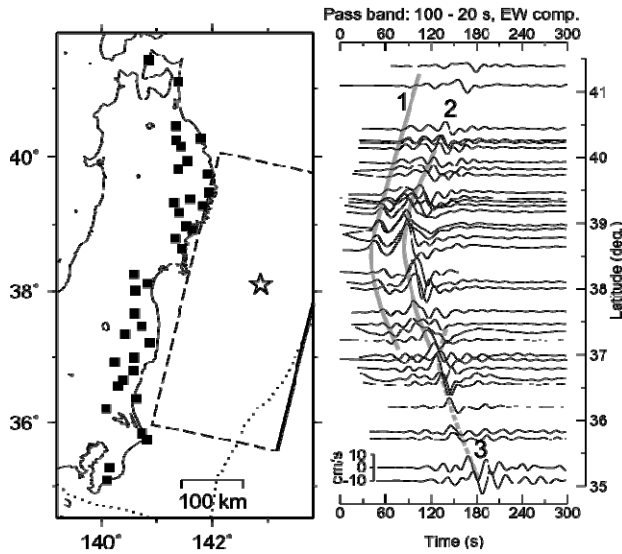 Pass band: 100 - 20 s, EW comp.
0 60 120 180 240 300
40°
38°
36°
140° 142°
100 km
1
2
3
41
40
39
38
37
36
35
Latitude (deg.)
cm/s
10
0
-10
0 60 120 180 240 300
Time (s)